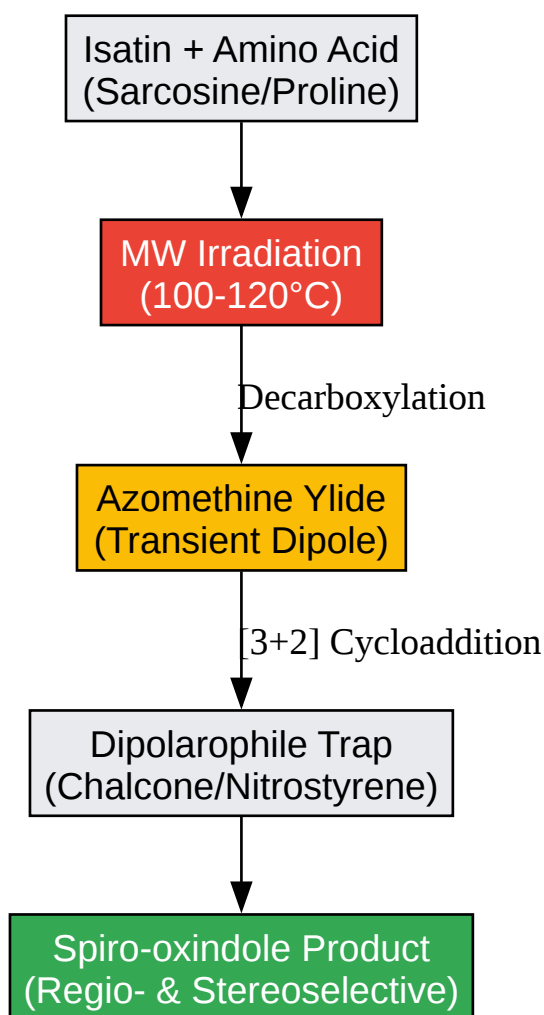 Isatin + Amino Acid
(Sarcosine/Proline)
MW Irradiation
(100-120°C)
Decarboxylation
Azomethine Ylide
(Transient Dipole)
[3+2] Cycloaddition
Dipolarophile Trap
(Chalcone/Nitrostyrene)
Spiro-oxindole Product
(Regio- & Stereoselective)